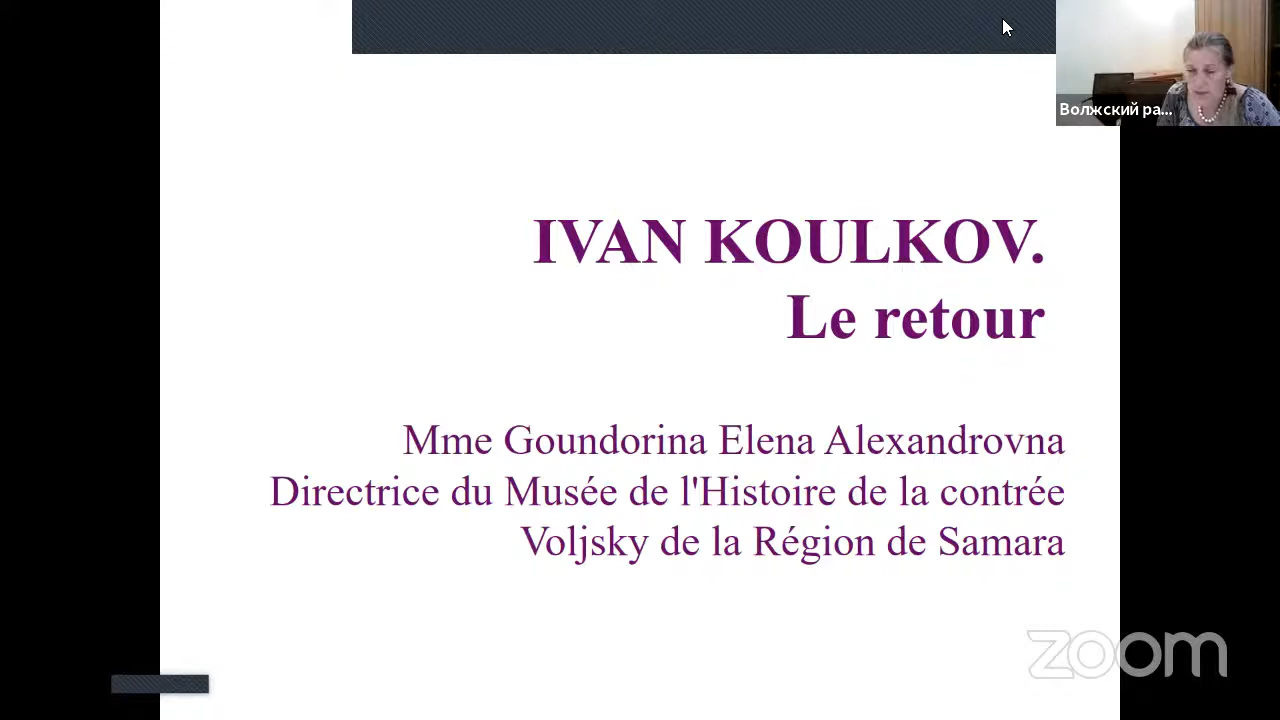 Волжский ра...
IVAN KOULKOV.
Le retour
Mme Goundorina Elena Alexandrovna
Directrice du Musée de l'Histoire de la contrée
Voljsky de la Région de Samara
zoom